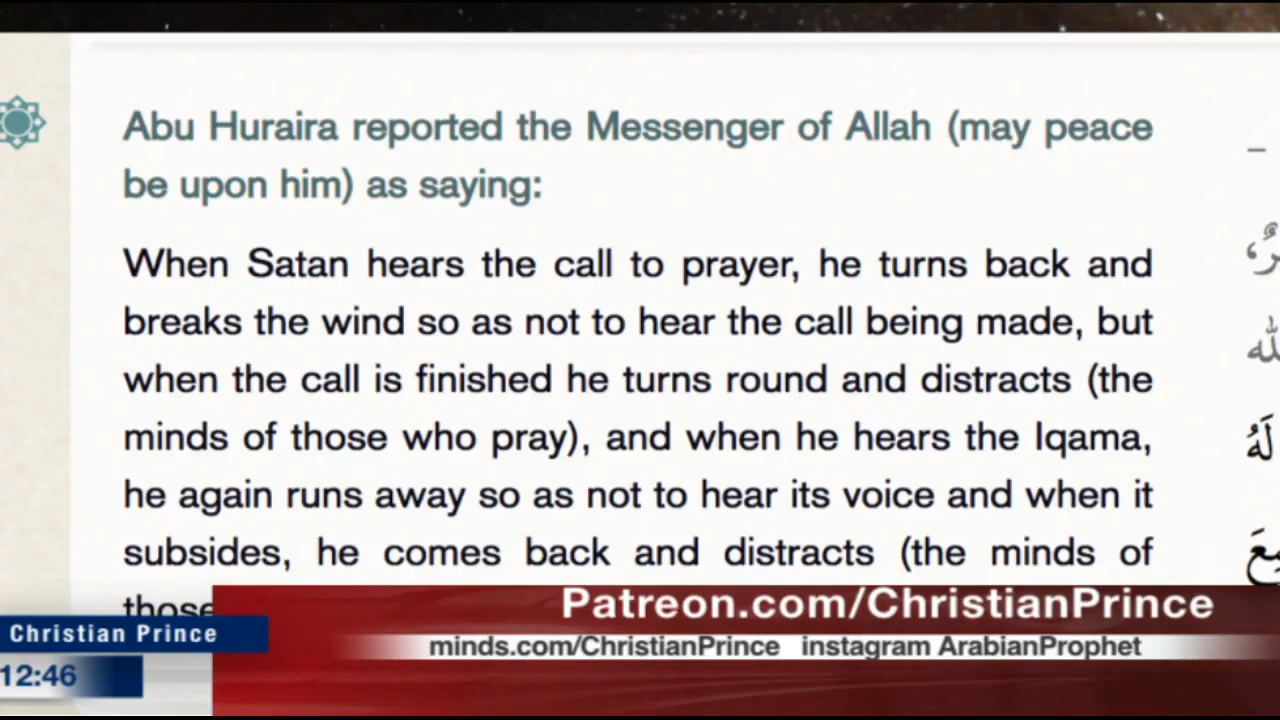 Abu Huraira reported the Messenger of Allah (may peace
be upon him) as saying:
When Satan hears the call to prayer, he turns back and
breaks the wind so as not to hear the call being made, but
when the call is finished he turns round and distracts (the
minds of those who pray), and when he hears the Iqama,
he again runs away so as not to hear its voice and when it
subsides, he comes back and distracts (the minds of
those
لَهُ
Patreon.com/ChristianPrince
Christian Prince
minds.com/ChristianPrince instagram ArabianProphet
12:46